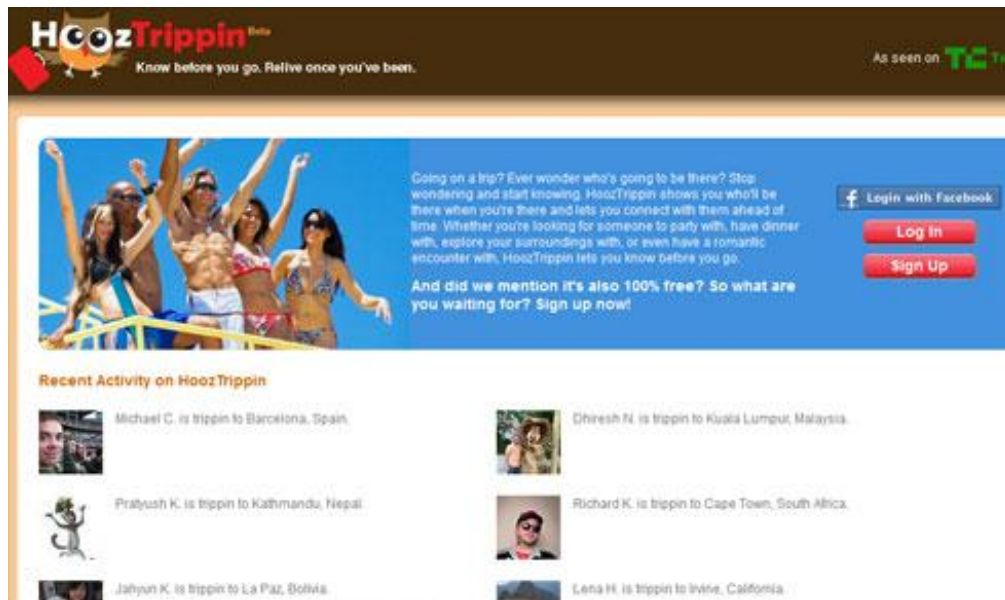 HoozTrippin Beta
Know before you go. Relive once you've been.
As seen on TC
Going on a trip? Ever wonder who's going to be there? Stop
wondering and start knowing. HoozTrippin shows you who'll be
there when you're there and lets you connect with them ahead of
time. Whether you're looking for someone to party with, have dinner
with, explore your surroundings with, or even have a romantic
encounter with, HoozTrippin lets you know before you go.
And did we mention it's also 100% free? So what are
you waiting for? Sign up now!
f Login with Facebook
Log In
Sign Up
Recent Activity on HoozTrippin
Michael C. is trippin to Barcelona, Spain.
Dhiresh N. is trippin to Kuala Lumpur, Malaysia.
Pratyush K. is trippin to Kathmandu, Nepal.
Richard K. is trippin to Cape Town, South Africa.
Jahyun K. is trippin to La Paz, Bolivia.
Lena H. is trippin to Irvine, California.